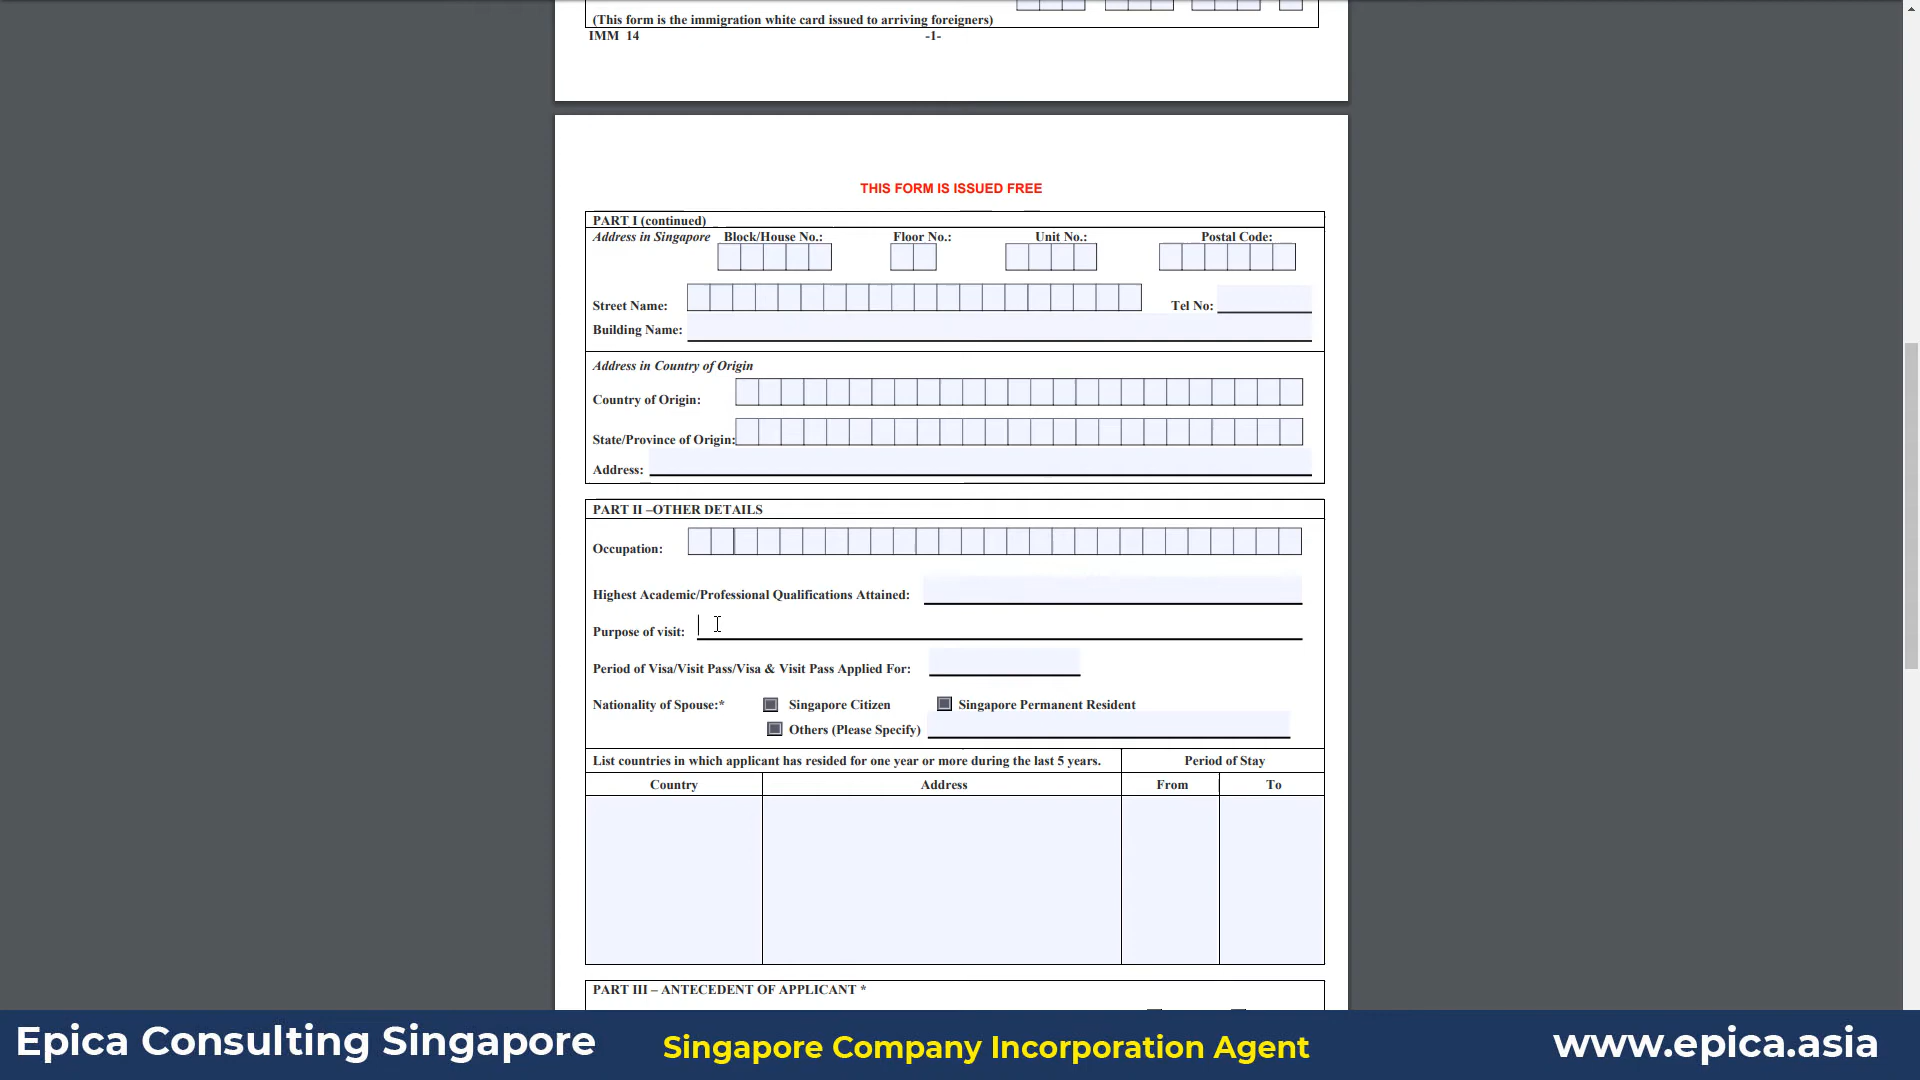 (This form is the immigration white card issued to arriving foreigners)
IMM 14 -1-
THIS FORM IS ISSUED FREE
PART I (continued)
Address in Singapore Block/House No.: Floor No.: Unit No.: Postal Code:
Street Name: Tel No:
Building Name:
Address in Country of Origin
Country of Origin:
State/Province of Origin:
Address:
PART II –OTHER DETAILS
Occupation:
Highest Academic/Professional Qualifications Attained:
Purpose of visit:
Period of Visa/Visit Pass/Visa & Visit Pass Applied For:
Nationality of Spouse:* Singapore Citizen Singapore Permanent Resident
Others (Please Specify)
List countries in which applicant has resided for one year or more during the last 5 years. Period of Stay
Country Address From To
PART III – ANTECEDENT OF APPLICANT *
Epica Consulting Singapore Singapore Company Incorporation Agent www.epica.asia